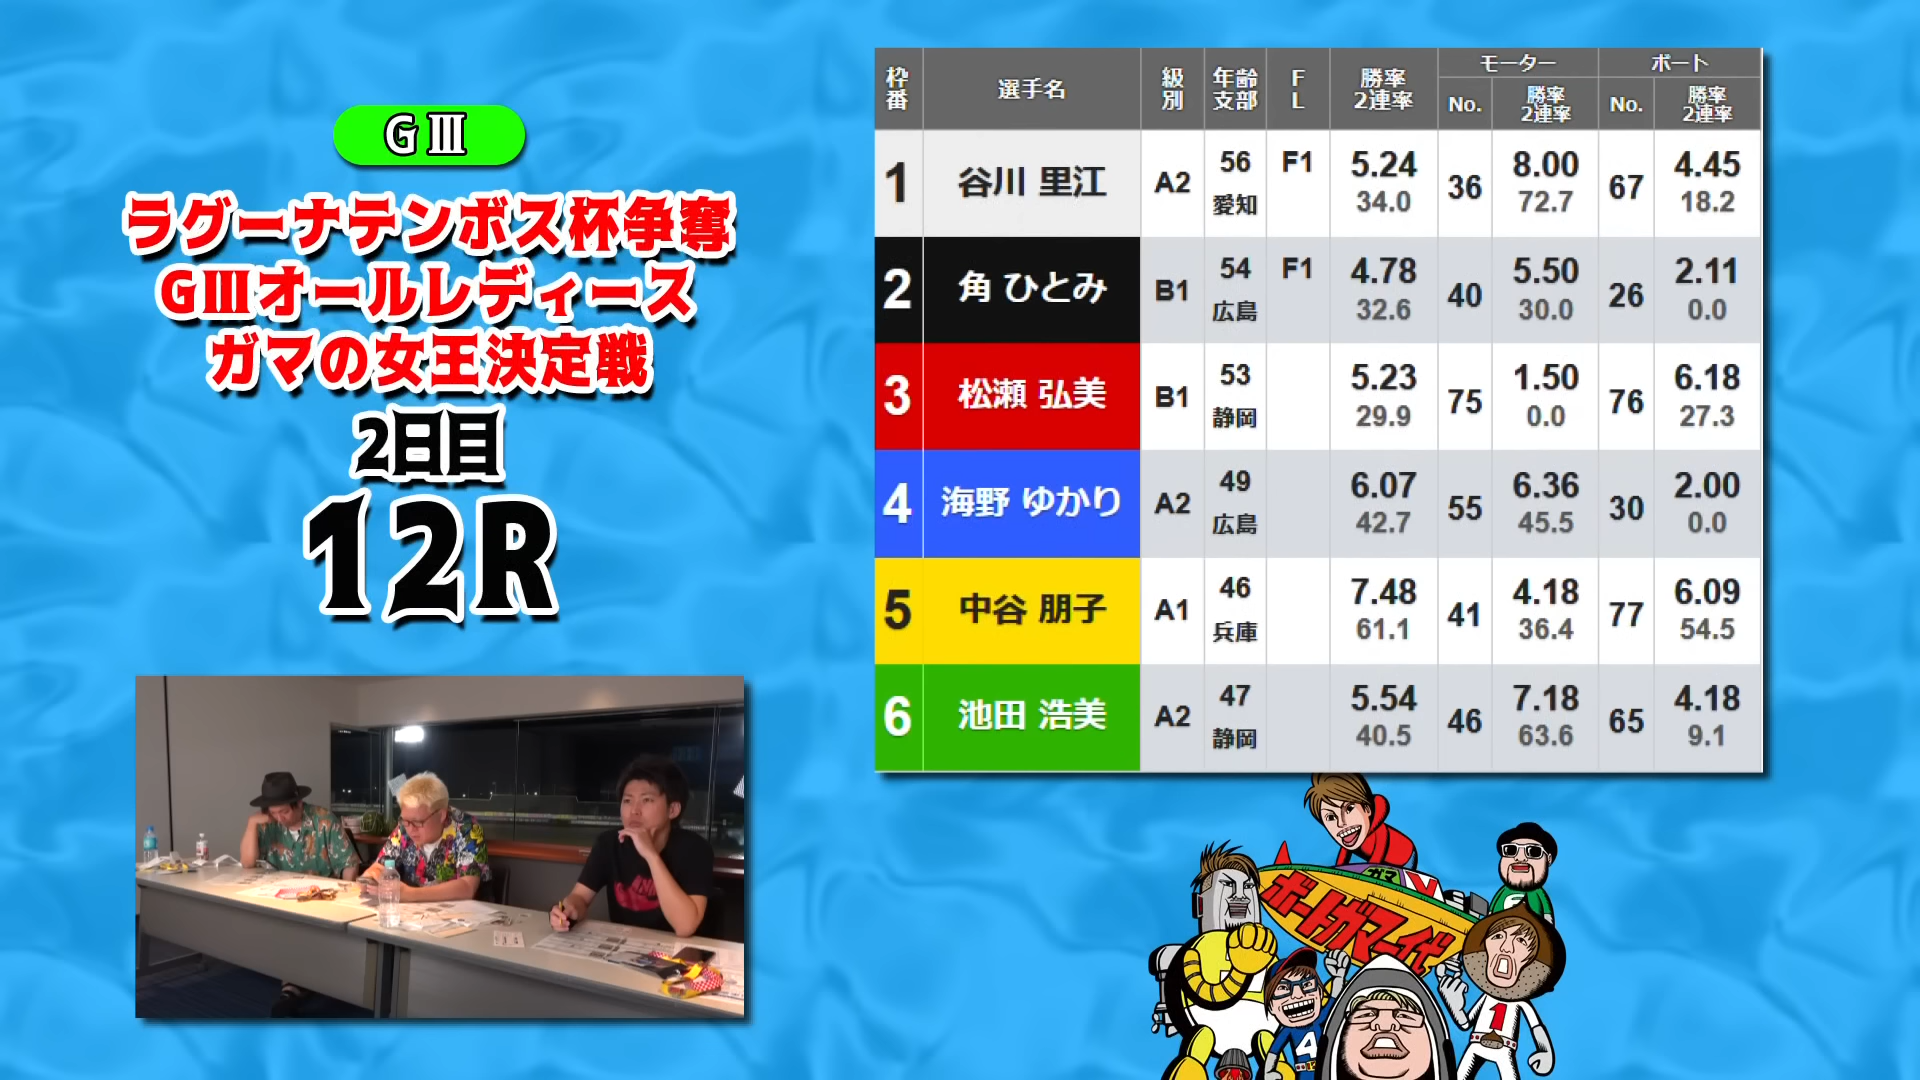 GⅢ
ラグーナテンボス杯争奪
GⅢオールレディース
ガマの女王決定戦
2日目
12R
枠番 選手名 級別 年齢支部 FL 勝率2連率 モーター ボート
No. 勝率2連率 No. 勝率2連率
1 谷川 里江 A2 56 F1 5.24 36 8.00 67 4.45
愛知 34.0 72.7 18.2
2 角 ひとみ B1 54 F1 4.78 40 5.50 26 2.11
広島 32.6 30.0 0.0
3 松瀬 弘美 B1 53 5.23 75 1.50 76 6.18
静岡 29.9 0.0 27.3
4 海野 ゆかり A2 49 6.07 55 6.36 30 2.00
広島 42.7 45.5 0.0
5 中谷 朋子 A1 46 7.48 41 4.18 77 6.09
兵庫 61.1 36.4 54.5
6 池田 浩美 A2 47 5.54 46 7.18 65 4.18
静岡 40.5 63.6 9.1
ガマ
ボートガマ一代
4
1